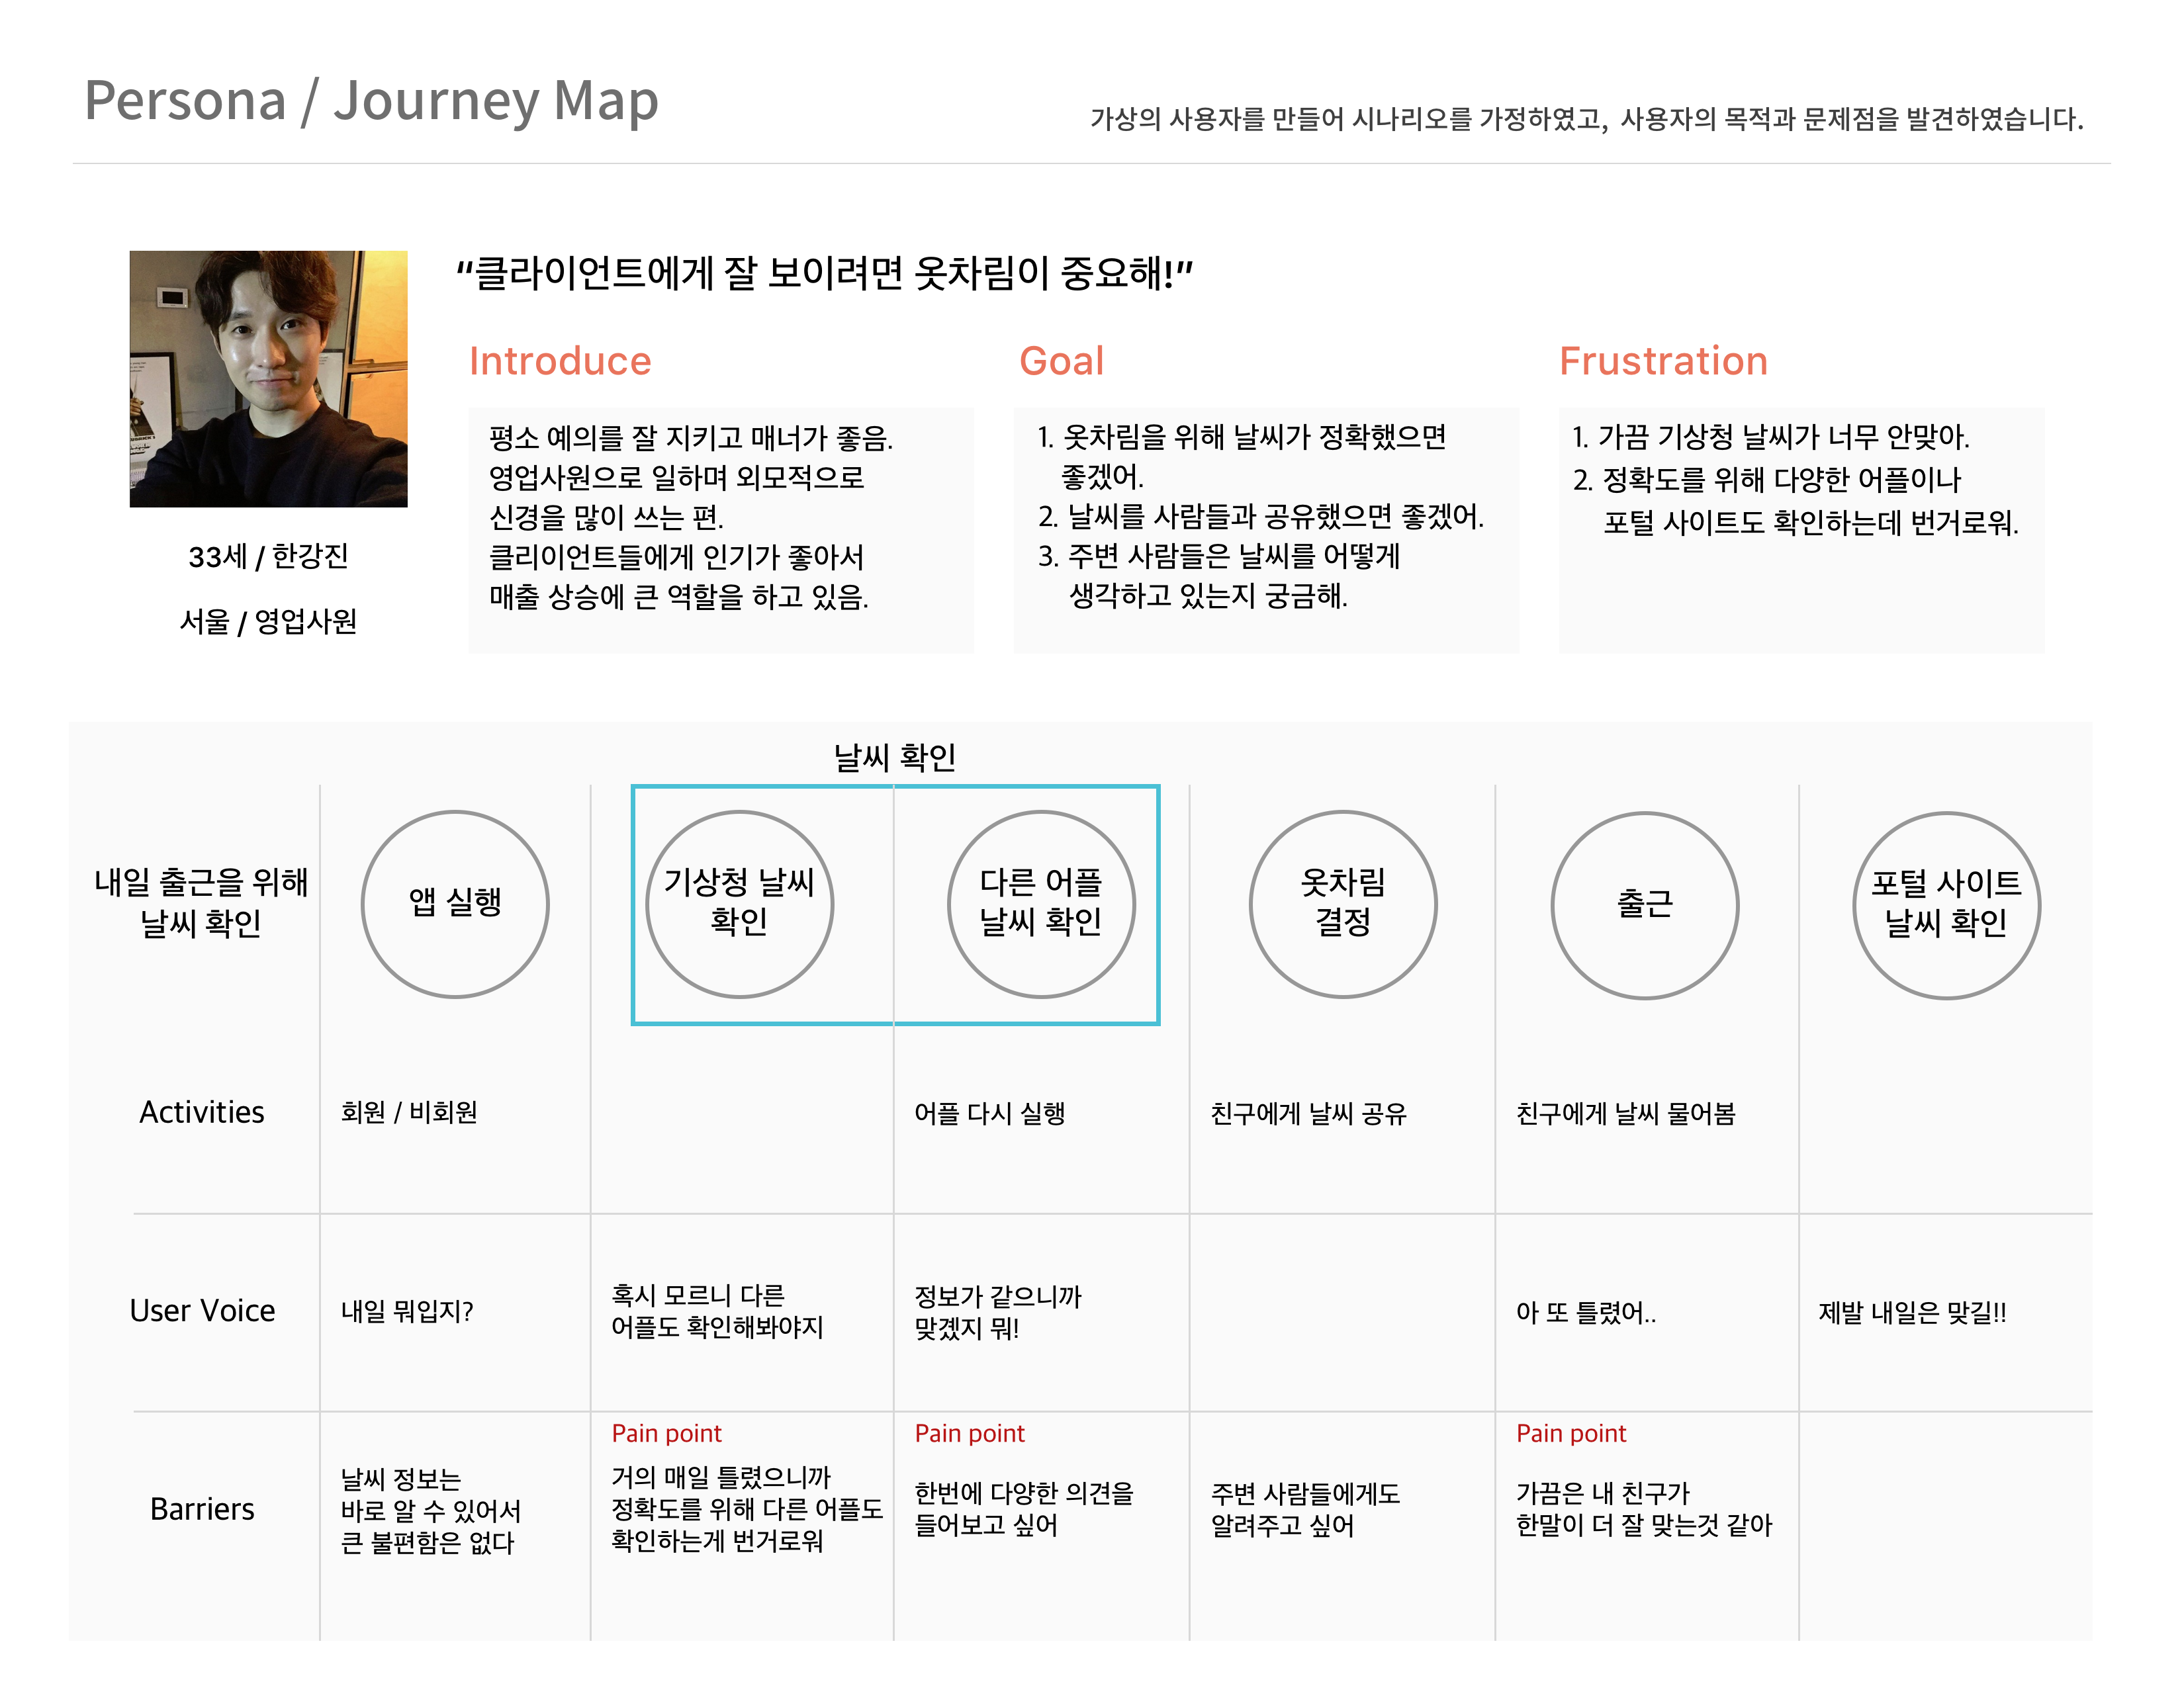 Persona / Journey Map
가상의 사용자를 만들어 시나리오를 가정하였고, 사용자의 목적과 문제점을 발견하였습니다.
“클라이언트에게 잘 보이려면 옷차림이 중요해!”
33세 / 한강진
서울 / 영업사원
Introduce
평소 예의를 잘 지키고 매너가 좋음.
영업사원으로 일하며 외모적으로
신경을 많이 쓰는 편.
클리이언트들에게 인기가 좋아서
매출 상승에 큰 역할을 하고 있음.
Goal
1. 옷차림을 위해 날씨가 정확했으면
좋겠어.
2. 날씨를 사람들과 공유했으면 좋겠어.
3. 주변 사람들은 날씨를 어떻게
생각하고 있는지 궁금해.
Frustration
1. 가끔 기상청 날씨가 너무 안맞아.
2. 정확도를 위해 다양한 어플이나
포털 사이트도 확인하는데 번거로워.
날씨 확인
내일 출근을 위해
날씨 확인
앱 실행
기상청 날씨
확인
다른 어플
날씨 확인
옷차림
결정
출근
포털 사이트
날씨 확인
Activities
회원 / 비회원
어플 다시 실행
친구에게 날씨 공유
친구에게 날씨 물어봄
User Voice
내일 뭐입지?
혹시 모르니 다른
어플도 확인해봐야지
정보가 같으니까
맞곘지 뭐!
아 또 틀렸어..
제발 내일은 맞길!!
Barriers
날씨 정보는
바로 알 수 있어서
큰 불편함은 없다
Pain point
거의 매일 틀렸으니까
정확도를 위해 다른 어플도
확인하는게 번거로워
Pain point
한번에 다양한 의견을
들어보고 싶어
주변 사람들에게도
알려주고 싶어
Pain point
가끔은 내 친구가
한말이 더 잘 맞는것 같아